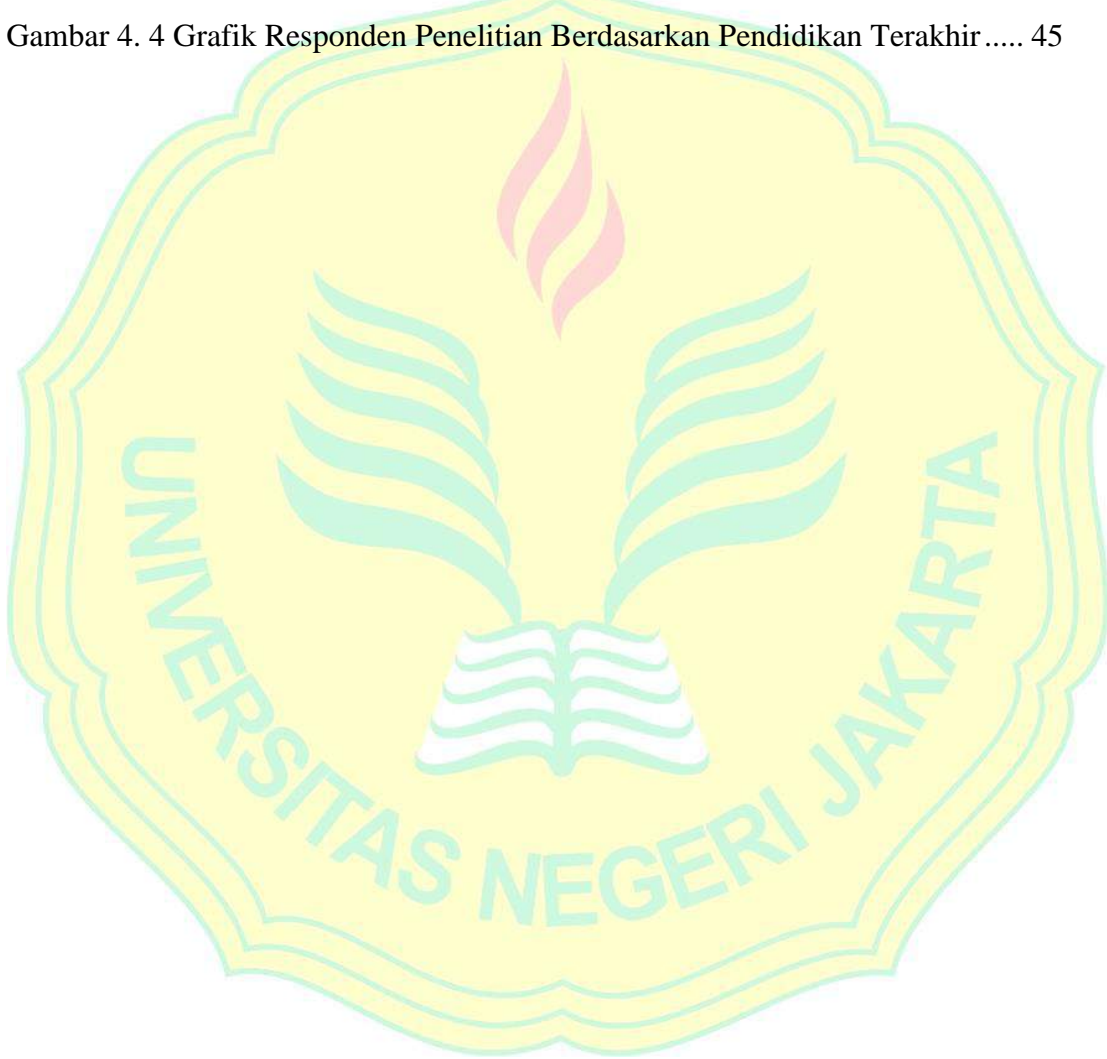 Gambar 4. 4 Grafik Responden Penelitian Berdasarkan Pendidikan Terakhir ..... 45
UNIVERSITAS NEGERI JAKARTA